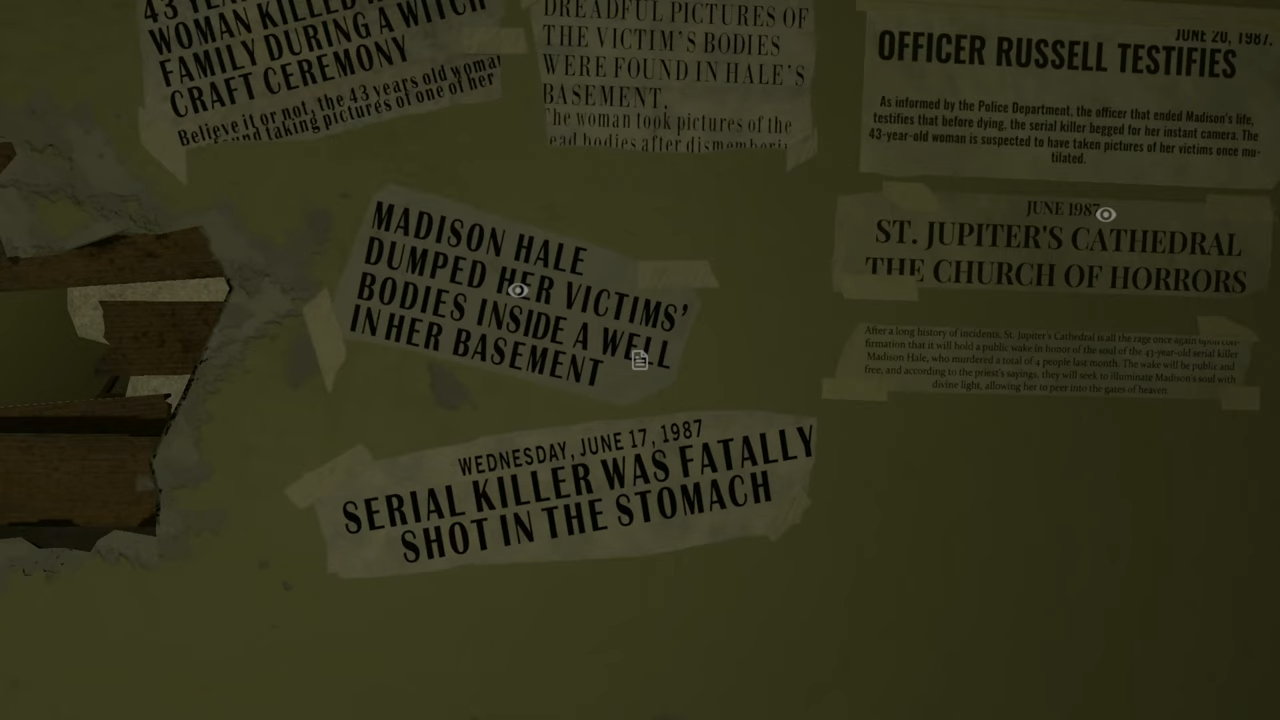 WOMAN KILLED
FAMILY DURING A WITCH
CRAFT CEREMONY
Believe it or not, the 43 years old woman
found taking pictures of one of her
DREADFUL PICTURES OF
THE VICTIM'S BODIES
WERE FOUND IN HALE'S
BASEMENT.
The woman took pictures of the
JUNE 20, 1987.
OFFICER RUSSELL TESTIFIES
As informed by the Police Department, the officer that ended Madison's life,
testifies that before dying, the serial killer begged for her instant camera. The
43-year-old woman is suspected to have taken pictures of her victims once mu-
tilated.
MADISON HALE
DUMPED HER VICTIMS'
BODIES INSIDE A WELL
IN HER BASEMENT
JUNE 1987
ST. JUPITER'S CATHEDRAL
THE CHURCH OF HORRORS
After a long history of incidents, St. Jupiter's Cathedral is all the rage once again upon con-
firmation that it will hold a public wake in honor of the soul of the 43-year-old serial killer
Madison Hale, who murdered a total of 4 people last month. The wake will be public and
free, and according to the priest's sayings, they will seek to illuminate Madison's soul with
divine light, allowing her to peer into the gates of heaven
WEDNESDAY, JUNE 17, 1987
SERIAL KILLER WAS FATALLY
SHOT IN THE STOMACH